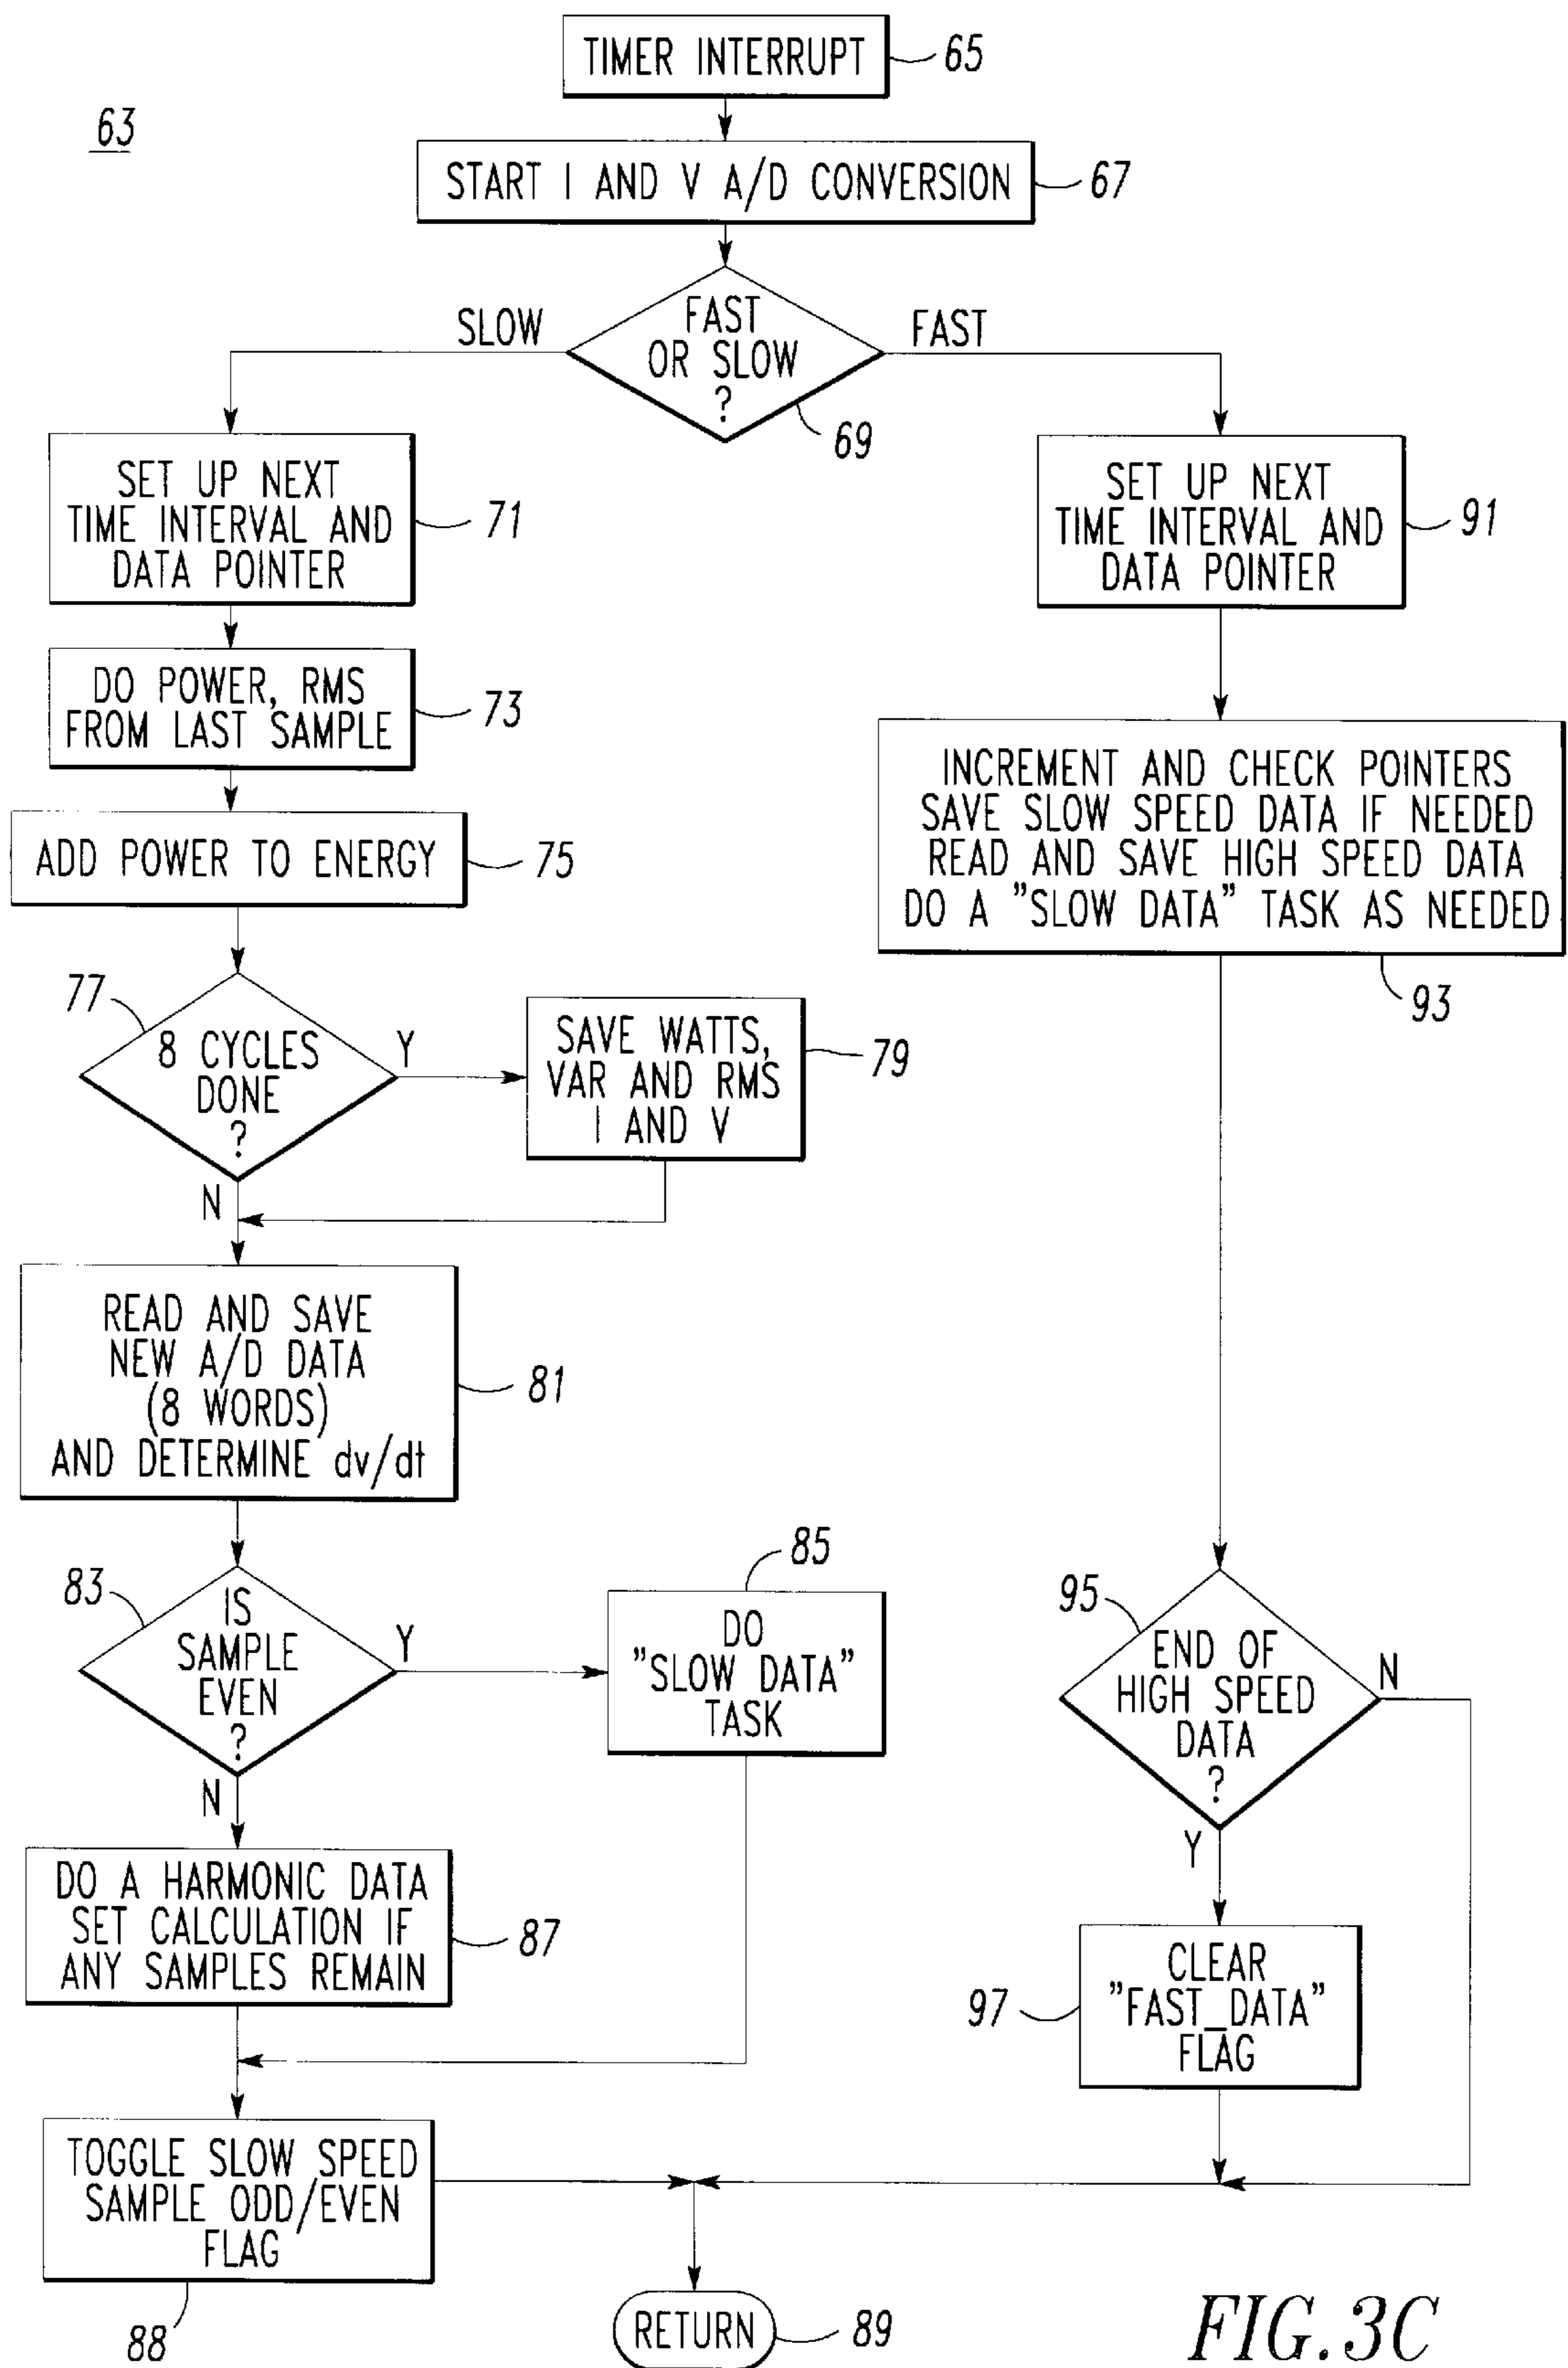 TIMER INTERRUPT
65
63
START I AND V A/D CONVERSION
67
SLOW
FAST
OR SLOW
?
FAST
69
SET UP NEXT
TIME INTERVAL AND
DATA POINTER
71
SET UP NEXT
TIME INTERVAL AND
DATA POINTER
91
DO POWER, RMS
FROM LAST SAMPLE
73
INCREMENT AND CHECK POINTERS
SAVE SLOW SPEED DATA IF NEEDED
READ AND SAVE HIGH SPEED DATA
DO A "SLOW DATA" TASK AS NEEDED
93
ADD POWER TO ENERGY
75
77
8 CYCLES
DONE
?
Y
N
SAVE WATTS,
VAR AND RMS
I AND V
79
READ AND SAVE
NEW A/D DATA
(8 WORDS)
AND DETERMINE dv/dt
81
83
IS
SAMPLE
EVEN
?
Y
N
85
DO
"SLOW DATA"
TASK
95
END OF
HIGH SPEED
DATA
?
N
Y
DO A HARMONIC DATA
SET CALCULATION IF
ANY SAMPLES REMAIN
87
CLEAR
"FAST_DATA"
FLAG
97
TOGGLE SLOW SPEED
SAMPLE ODD/EVEN
FLAG
88
RETURN
89
FIG. 3C